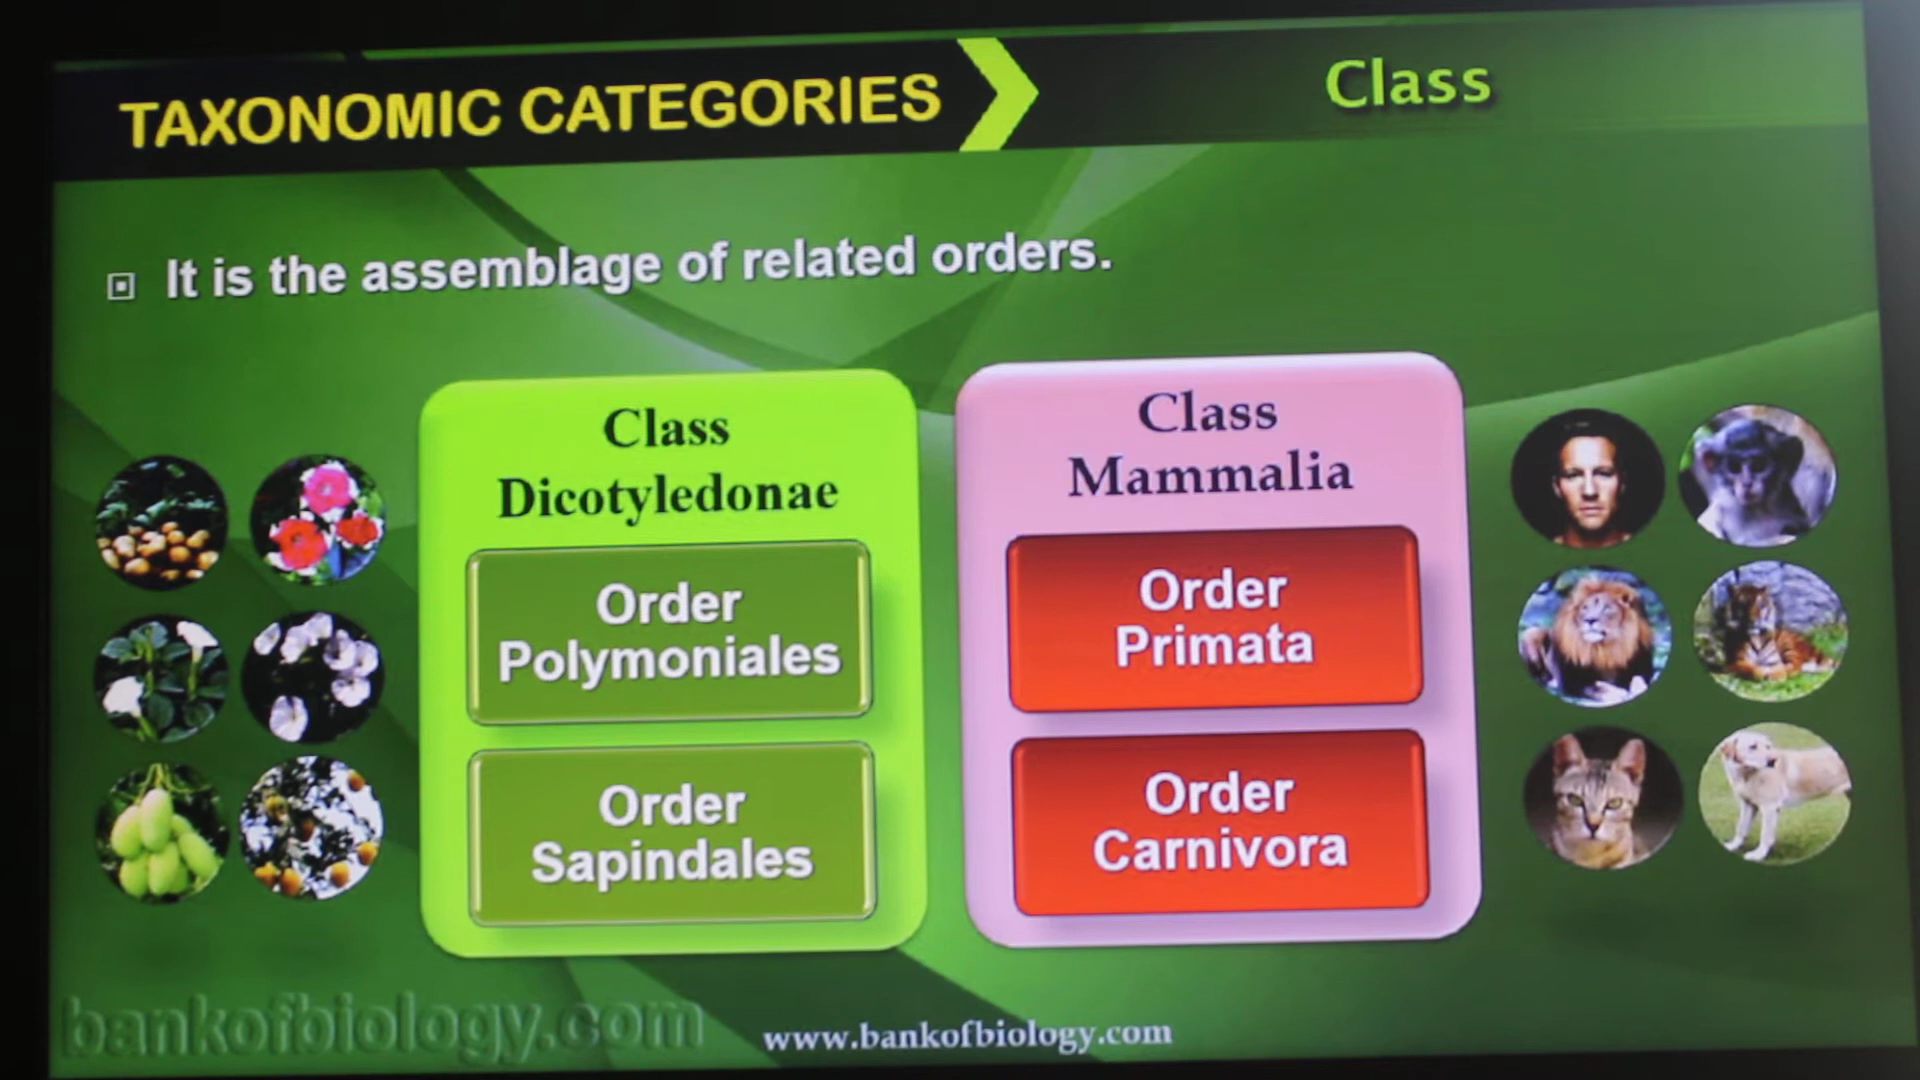 TAXONOMIC CATEGORIES
Class
It is the assemblage of related orders.
Class
Dicotyledonae
Order
Polymoniales
Order
Sapindales
Class
Mammalia
Order
Primata
Order
Carnivora
bankofbiology.com
www.bankofbiology.com